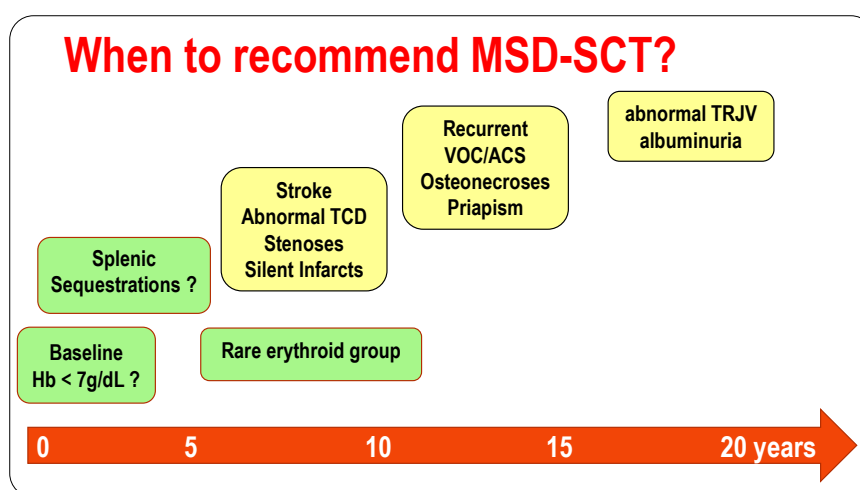 When to recommend MSD-SCT?
abnormal TRJV
albuminuria
Recurrent
VOC/ACS
Osteonecroses
Priapism
Stroke
Abnormal TCD
Stenoses
Silent Infarcts
Splenic
Sequestrations ?
Baseline
Hb < 7g/dL ?
Rare erythroid group
0 5 10 15 20 years